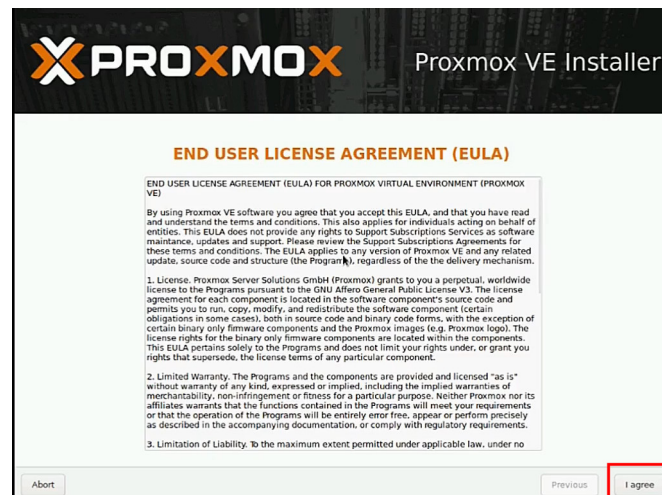 PROXMOX
Proxmox VE Installer
END USER LICENSE AGREEMENT (EULA)
END USER LICENSE AGREEMENT (EULA) FOR PROXMOX VIRTUAL ENVIRONMENT (PROXMOX
VE)
By using Proxmox VE software you agree that you accept this EULA, and that you have read
and understand the terms and conditions. This also applies for individuals acting on behalf of
entities. This EULA does not provide any rights to Support Subscriptions Services as software
maintance, updates and support. Please review the Support Subscriptions Agreements for
these terms and conditions. The EULA applies to any version of Proxmox VE and any related
update, source code and structure (the Programs), regardless of the the delivery mechanism.
1. License. Proxmox Server Solutions GmbH (Proxmox) grants to you a perpetual, worldwide
license to the Programs pursuant to the GNU Affero General Public License V3. The license
agreement for each component is located in the software component's source code and
permits you to run, copy, modify, and redistribute the software component (certain
obligations in some cases), both in source code and binary code forms, with the exception of
certain binary only firmware components and the Proxmox images (e.g. Proxmox logo). The
license rights for the binary only firmware components are located within the components.
This EULA pertains solely to the Programs and does not limit your rights under, or grant you
rights that supersede, the license terms of any particular component.
2. Limited Warranty. The Programs and the components are provided and licensed "as is"
without warranty of any kind, expressed or implied, including the implied warranties of
merchantability, non-infringement or fitness for a particular purpose. Neither Proxmox nor its
affiliates warrants that the functions contained in the Programs will meet your requirements
or that the operation of the Programs will be entirely error free, appear or perform precisely
as described in the accompanying documentation, or comply with regulatory requirements.
3. Limitation of Liability. To the maximum extent permitted under applicable law, under no
Abort
Previous
I agree